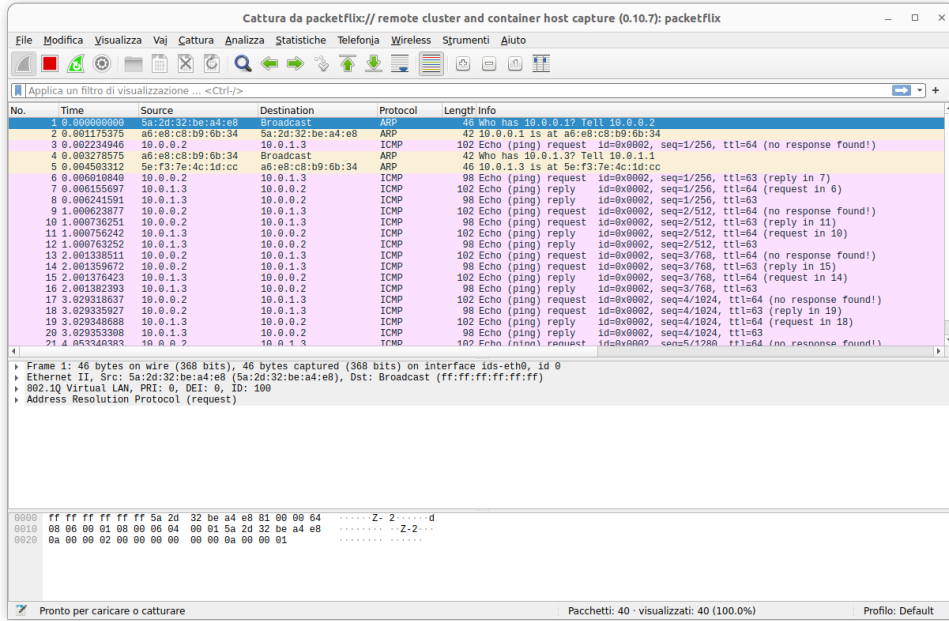 Cattura da packetflix:// remote cluster and container host capture (0.10.7): packetflix
File Modifica Visualizza Vai Cattura Analizza Statistiche Telefonia Wireless Strumenti Aiuto
Applica un filtro di visualizzazione ... <Ctrl-/>
No. Time Source Destination Protocol Length Info
1 0.000000000 5a:2d:32:be:a4:e8 Broadcast ARP 46 Who has 10.0.0.1? Tell 10.0.0.2
2 0.001175375 a6:e8:c8:b9:6b:34 5a:2d:32:be:a4:e8 ARP 42 10.0.0.1 is at a6:e8:c8:b9:6b:34
3 0.002234946 10.0.0.2 10.0.1.3 ICMP 102 Echo (ping) request id=0x0002, seq=1/256, ttl=64 (no response found!)
4 0.003278575 a6:e8:c8:b9:6b:34 Broadcast ARP 42 Who has 10.0.1.3? Tell 10.0.1.1
5 0.004503312 5e:f3:7e:4c:1d:cc a6:e8:c8:b9:6b:34 ARP 46 10.0.1.3 is at 5e:f3:7e:4c:1d:cc
6 0.006010840 10.0.0.2 10.0.1.3 ICMP 98 Echo (ping) request id=0x0002, seq=1/256, ttl=63 (reply in 7)
7 0.006155697 10.0.1.3 10.0.0.2 ICMP 102 Echo (ping) reply id=0x0002, seq=1/256, ttl=64 (request in 6)
8 0.006241591 10.0.1.3 10.0.0.2 ICMP 98 Echo (ping) reply id=0x0002, seq=1/256, ttl=63
9 1.000623877 10.0.0.2 10.0.1.3 ICMP 102 Echo (ping) request id=0x0002, seq=2/512, ttl=64 (no response found!)
10 1.000736251 10.0.0.2 10.0.1.3 ICMP 98 Echo (ping) request id=0x0002, seq=2/512, ttl=63 (reply in 11)
11 1.000756242 10.0.1.3 10.0.0.2 ICMP 102 Echo (ping) reply id=0x0002, seq=2/512, ttl=64 (request in 10)
12 1.000763252 10.0.1.3 10.0.0.2 ICMP 98 Echo (ping) reply id=0x0002, seq=2/512, ttl=63
13 2.001338511 10.0.0.2 10.0.1.3 ICMP 102 Echo (ping) request id=0x0002, seq=3/768, ttl=64 (no response found!)
14 2.001359672 10.0.0.2 10.0.1.3 ICMP 98 Echo (ping) request id=0x0002, seq=3/768, ttl=63 (reply in 15)
15 2.001376423 10.0.1.3 10.0.0.2 ICMP 102 Echo (ping) reply id=0x0002, seq=3/768, ttl=64 (request in 14)
16 2.001382393 10.0.1.3 10.0.0.2 ICMP 98 Echo (ping) reply id=0x0002, seq=3/768, ttl=63
17 3.029318637 10.0.0.2 10.0.1.3 ICMP 102 Echo (ping) request id=0x0002, seq=4/1024, ttl=64 (no response found!)
18 3.029335927 10.0.0.2 10.0.1.3 ICMP 98 Echo (ping) request id=0x0002, seq=4/1024, ttl=63 (reply in 19)
19 3.029348688 10.0.1.3 10.0.0.2 ICMP 102 Echo (ping) reply id=0x0002, seq=4/1024, ttl=64 (request in 18)
20 3.029353308 10.0.1.3 10.0.0.2 ICMP 98 Echo (ping) reply id=0x0002, seq=4/1024, ttl=63
21 4.053340383 10.0.0.2 10.0.1.3 ICMP 102 Echo (ping) request id=0x0002, seq=5/1280, ttl=64 (no response found!)
Frame 1: 46 bytes on wire (368 bits), 46 bytes captured (368 bits) on interface ids-eth0, id 0
Ethernet II, Src: 5a:2d:32:be:a4:e8 (5a:2d:32:be:a4:e8), Dst: Broadcast (ff:ff:ff:ff:ff:ff)
802.1Q Virtual LAN, PRI: 0, DEI: 0, ID: 100
Address Resolution Protocol (request)
0000 ff ff ff ff ff ff 5a 2d 32 be a4 e8 81 00 00 64 ······Z- 2······d
0010 08 06 00 01 08 00 06 04 00 01 5a 2d 32 be a4 e8 ········ ··Z-2···
0020 0a 00 00 02 00 00 00 00 00 00 0a 00 00 01 ········ ······
Pronto per caricare o catturare Pacchetti: 40 · visualizzati: 40 (100.0%) Profilo: Default